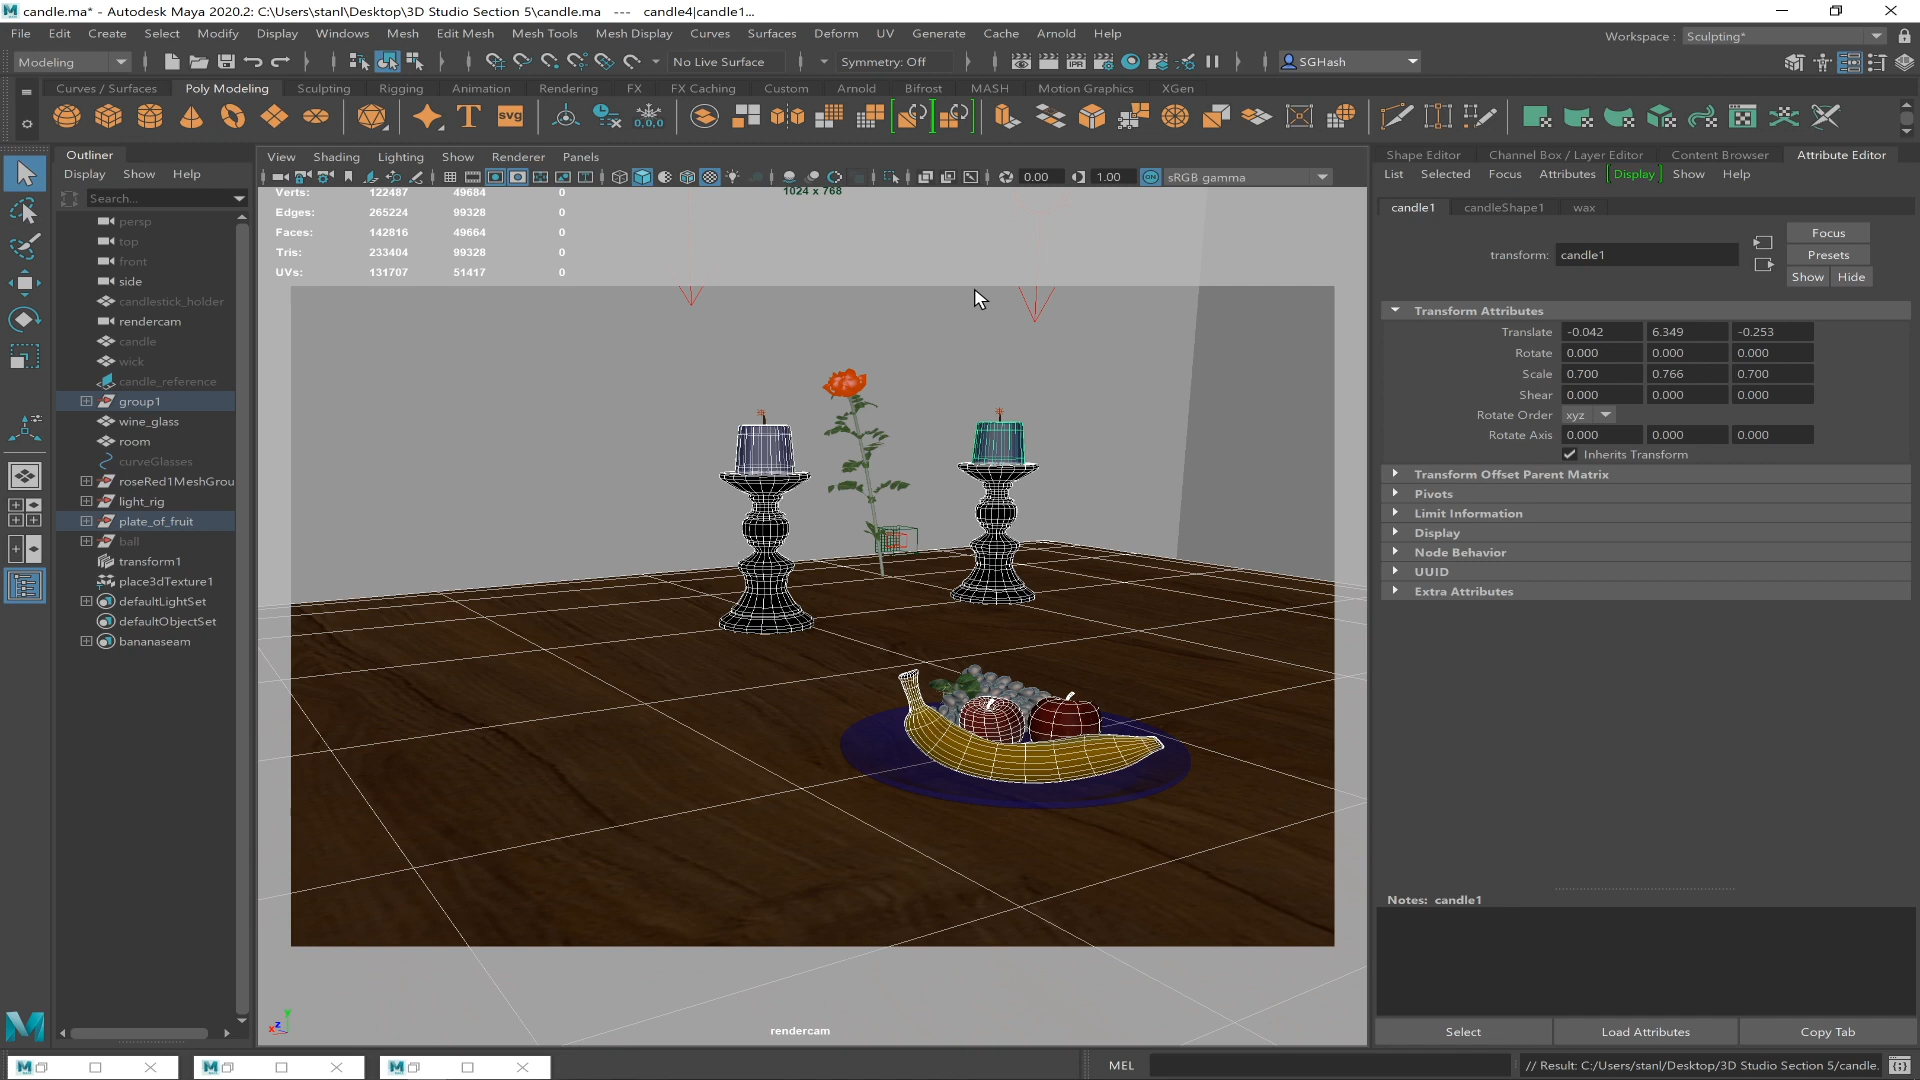 candle.ma* - Autodesk Maya 2020.2: C:\Users\stanl\Desktop\3D Studio Section 5\candle.ma --- candle4|candle1...
File Edit Create Select Modify Display Windows Mesh Edit Mesh Mesh Tools Mesh Display Curves Surfaces Deform UV Generate Cache Arnold Help Workspace : Sculpting*
Modeling No Live Surface Symmetry: Off SGHash
Curves / Surfaces Poly Modeling Sculpting Rigging Animation Rendering FX FX Caching Custom Arnold Bifrost MASH Motion Graphics XGen
T svg 0,0,0
Outliner
Display Show Help
Search...
persp
top
front
side
candlestick_holder
rendercam
candle
wick
candle_reference
group1
wine_glass
room
curveGlasses
roseRed1MeshGrou
light_rig
plate_of_fruit
ball
transform1
place3dTexture1
defaultLightSet
defaultObjectSet
bananaseam
View Shading Lighting Show Renderer Panels
0.00 1.00 ON sRGB gamma
Verts: 122487 49684 0
1024 x 768
Edges: 265224 99328 0
Faces: 142816 49664 0
Tris: 233404 99328 0
UVs: 131707 51417 0
y
z
x
rendercam
Shape Editor Channel Box / Layer Editor Content Browser Attribute Editor
List Selected Focus Attributes Display Show Help
candle1 candleShape1 wax
transform: candle1
Focus
Presets
Show Hide
Transform Attributes
Translate -0.042 6.349 -0.253
Rotate 0.000 0.000 0.000
Scale 0.700 0.766 0.700
Shear 0.000 0.000 0.000
Rotate Order xyz
Rotate Axis 0.000 0.000 0.000
Inherits Transform
Transform Offset Parent Matrix
Pivots
Limit Information
Display
Node Behavior
UUID
Extra Attributes
Notes: candle1
Select Load Attributes Copy Tab
MEL // Result: C:/Users/stanl/Desktop/3D Studio Section 5/candle.